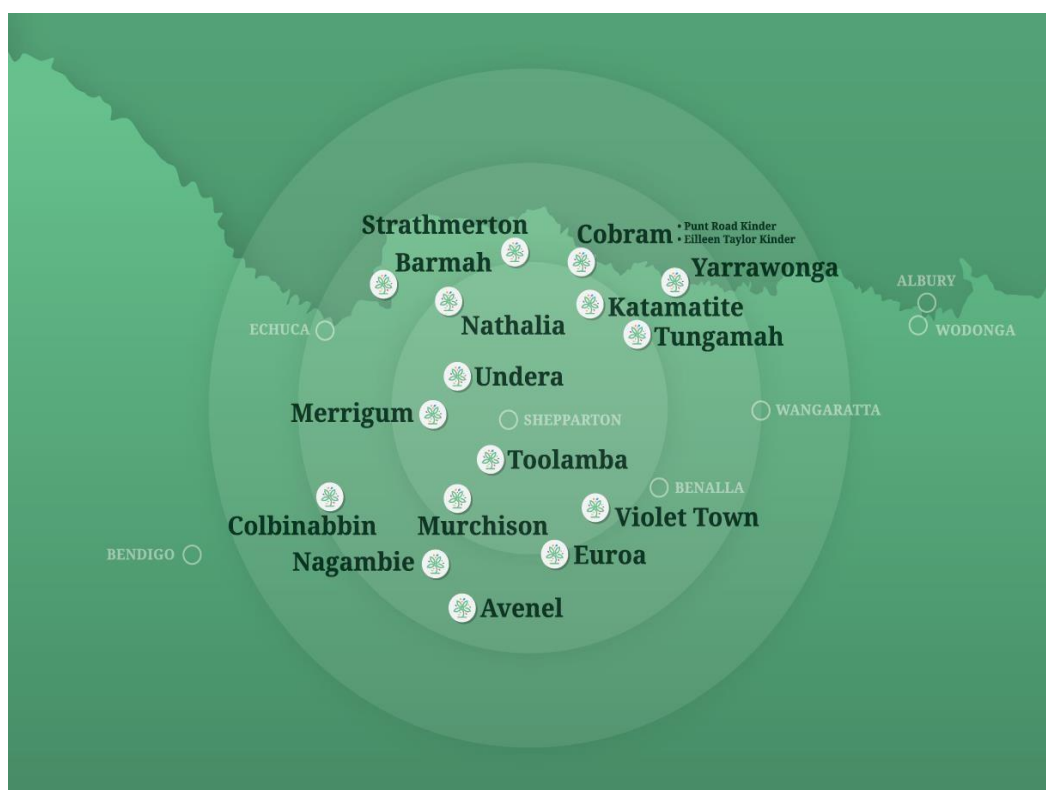 Strathmerton
Cobram
• Punt Road Kinder
• Eilleen Taylor Kinder
Barmah
Yarrawonga
ALBURY
Katamatite
Nathalia
ECHUCA
WODONGA
Tungamah
Undera
Merrigum
SHEPPARTON
WANGARATTA
Toolamba
BENALLA
Colbinabbin
Murchison
Violet Town
BENDIGO
Nagambie
Euroa
Avenel